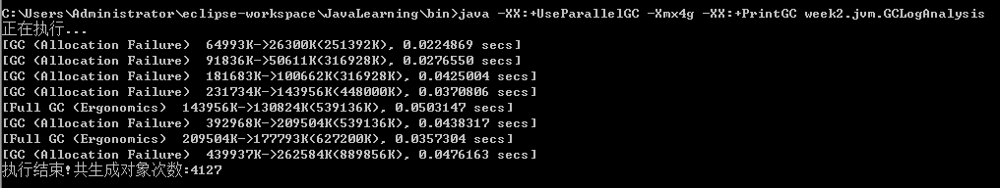 C:\Users\Administrator\eclipse-workspace\JavaLearning\bin>java -XX:+UseParallelGC -Xmx4g -XX:+PrintGC week2.jvm.GCLogAnalysis
正在执行...
[GC (Allocation Failure)  64993K->26300K(251392K), 0.0224869 secs]
[GC (Allocation Failure)  91836K->50611K(316928K), 0.0276550 secs]
[GC (Allocation Failure)  181683K->100662K(316928K), 0.0425004 secs]
[GC (Allocation Failure)  231734K->143956K(448000K), 0.0370806 secs]
[Full GC (Ergonomics)  143956K->130824K(539136K), 0.0503147 secs]
[GC (Allocation Failure)  392968K->209504K(539136K), 0.0438317 secs]
[Full GC (Ergonomics)  209504K->177793K(627200K), 0.0357304 secs]
[GC (Allocation Failure)  439937K->262584K(889856K), 0.0476163 secs]
执行结束!共生成对象次数:4127